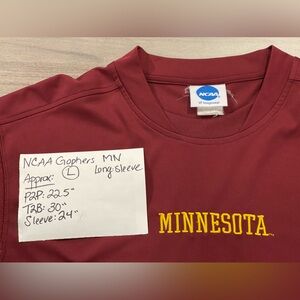 NCAA
NCAA Gophers MN
Approx: L Long sleeve
P2P: 22.5"
T2B: 30"
Sleeve: 24"
MINNESOTA